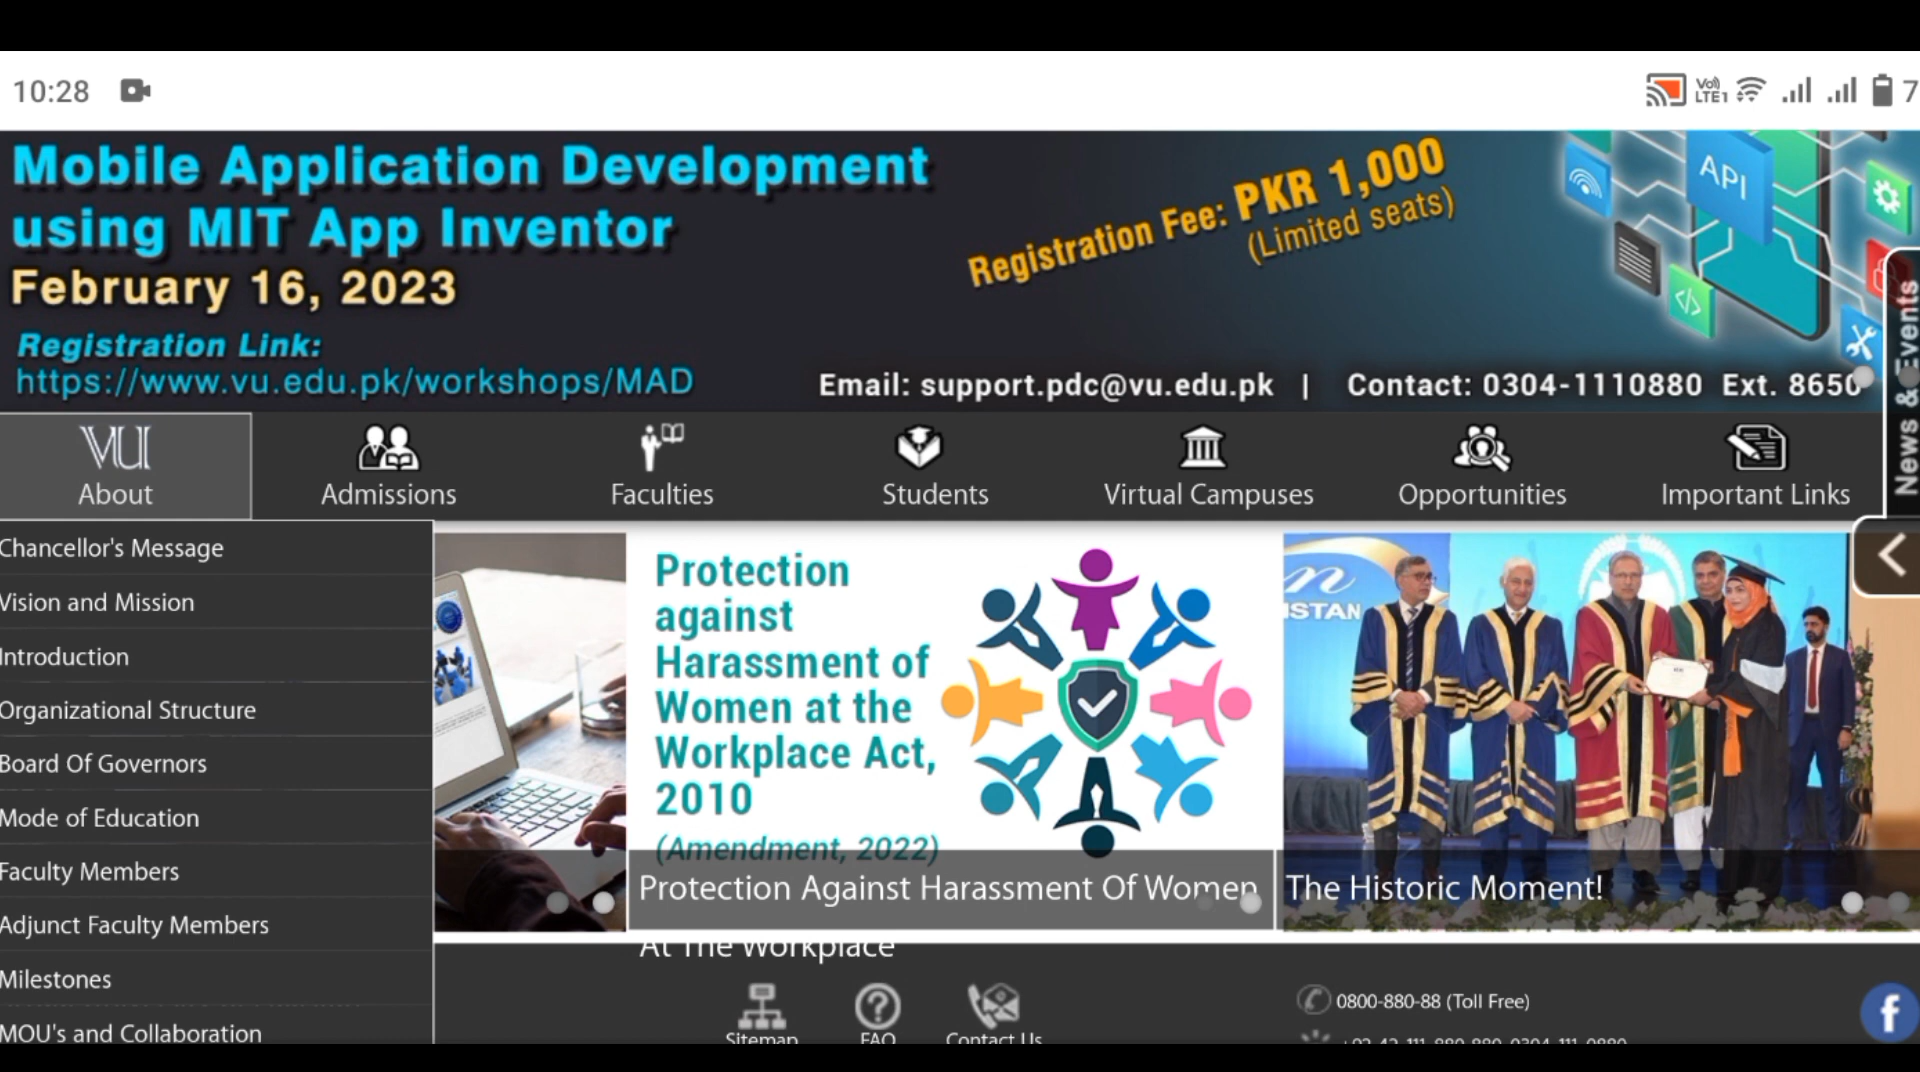 10:28
Vo)
LTE1
7
Mobile Application Development
using MIT App Inventor
February 16, 2023
Registration Link:
https://www.vu.edu.pk/workshops/MAD
Registration Fee: PKR 1,000
(Limited seats)
API
Email: support.pdc@vu.edu.pk | Contact: 0304-1110880 Ext. 8650
News & Events
VU
About
Admissions
Faculties
Students
Virtual Campuses
Opportunities
Important Links
Chancellor's Message
Vision and Mission
Introduction
Organizational Structure
Board Of Governors
Mode of Education
Faculty Members
Adjunct Faculty Members
Milestones
MOU's and Collaboration
Protection
against
Harassment of
Women at the
Workplace Act,
2010
(Amendment, 2022)
Protection Against Harassment Of Women
At The Workplace
n
ISTAN
The Historic Moment!
Sitemap
FAQ
Contact Us
0800-880-88 (Toll Free)
f